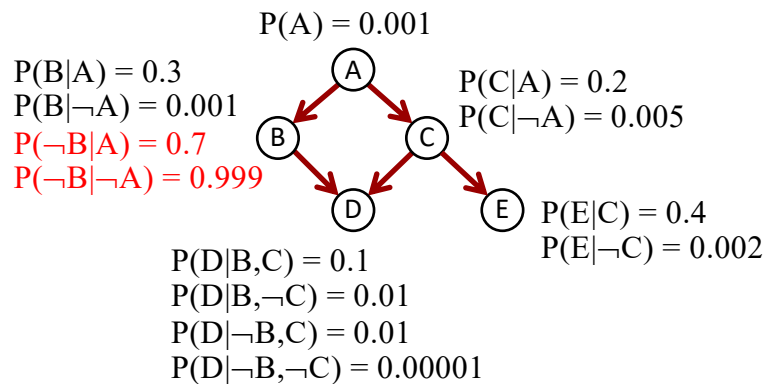 P(A) = 0.001
A
P(B|A) = 0.3
P(B|¬A) = 0.001
P(¬B|A) = 0.7
P(¬B|¬A) = 0.999
P(C|A) = 0.2
P(C|¬A) = 0.005
B
C
D
E
P(E|C) = 0.4
P(E|¬C) = 0.002
P(D|B,C) = 0.1
P(D|B,¬C) = 0.01
P(D|¬B,C) = 0.01
P(D|¬B,¬C) = 0.00001